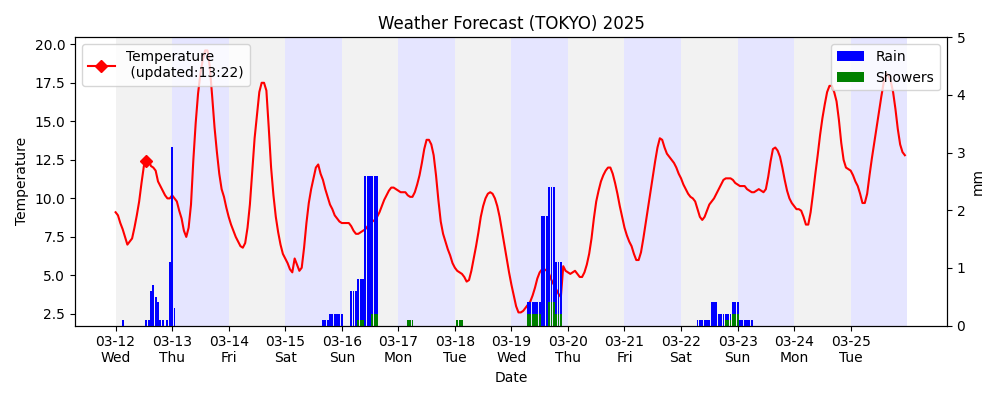 Weather Forecast (TOKYO) 2025
Temperature
(updated:13:22)
Rain
Showers
20.0
17.5
15.0
12.5
10.0
7.5
5.0
2.5
Temperature
5
4
3
2
1
0
mm
03-12 03-13 03-14 03-15 03-16 03-17 03-18 03-19 03-20 03-21 03-22 03-23 03-24 03-25
Wed Thu Fri Sat Sun Mon Tue Wed Thu Fri Sat Sun Mon Tue
Date